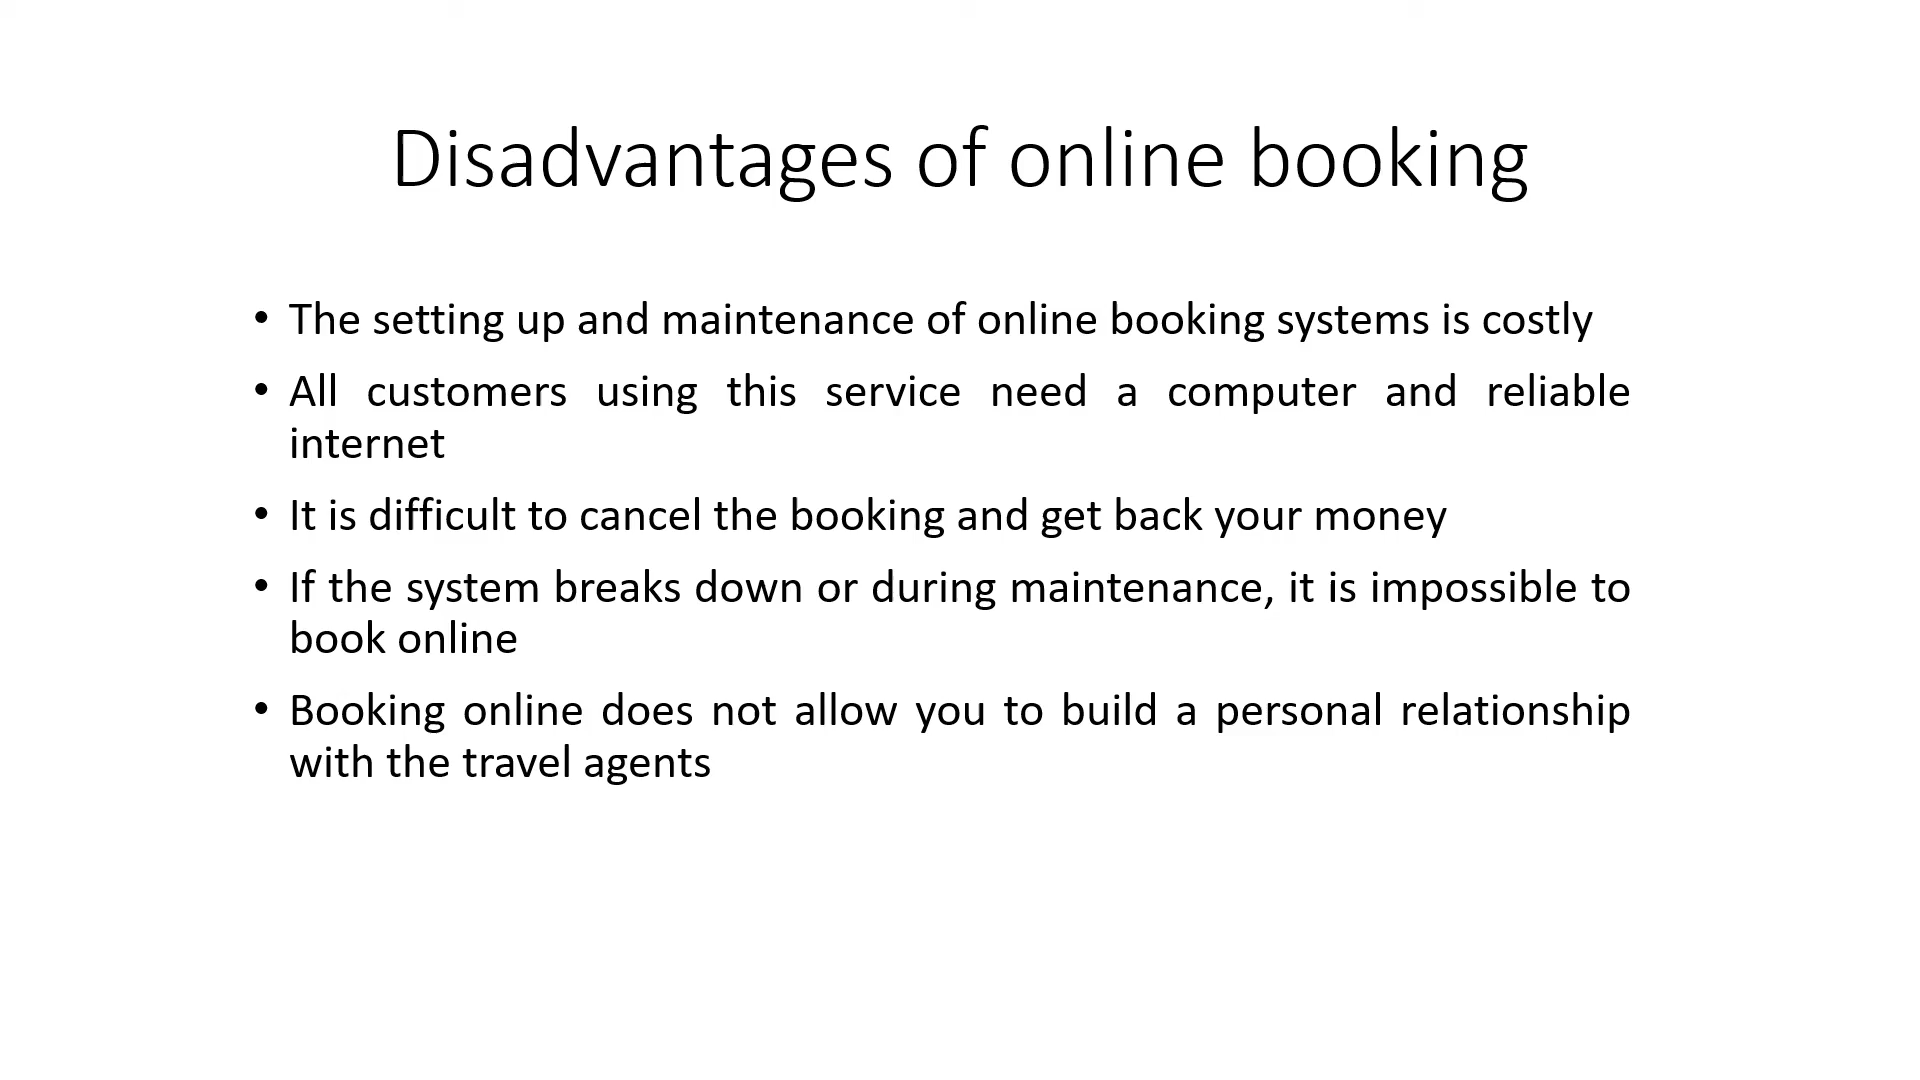 Disadvantages of online booking
• The setting up and maintenance of online booking systems is costly
• All customers using this service need a computer and reliable
internet
• It is difficult to cancel the booking and get back your money
• If the system breaks down or during maintenance, it is impossible to
book online
• Booking online does not allow you to build a personal relationship
with the travel agents